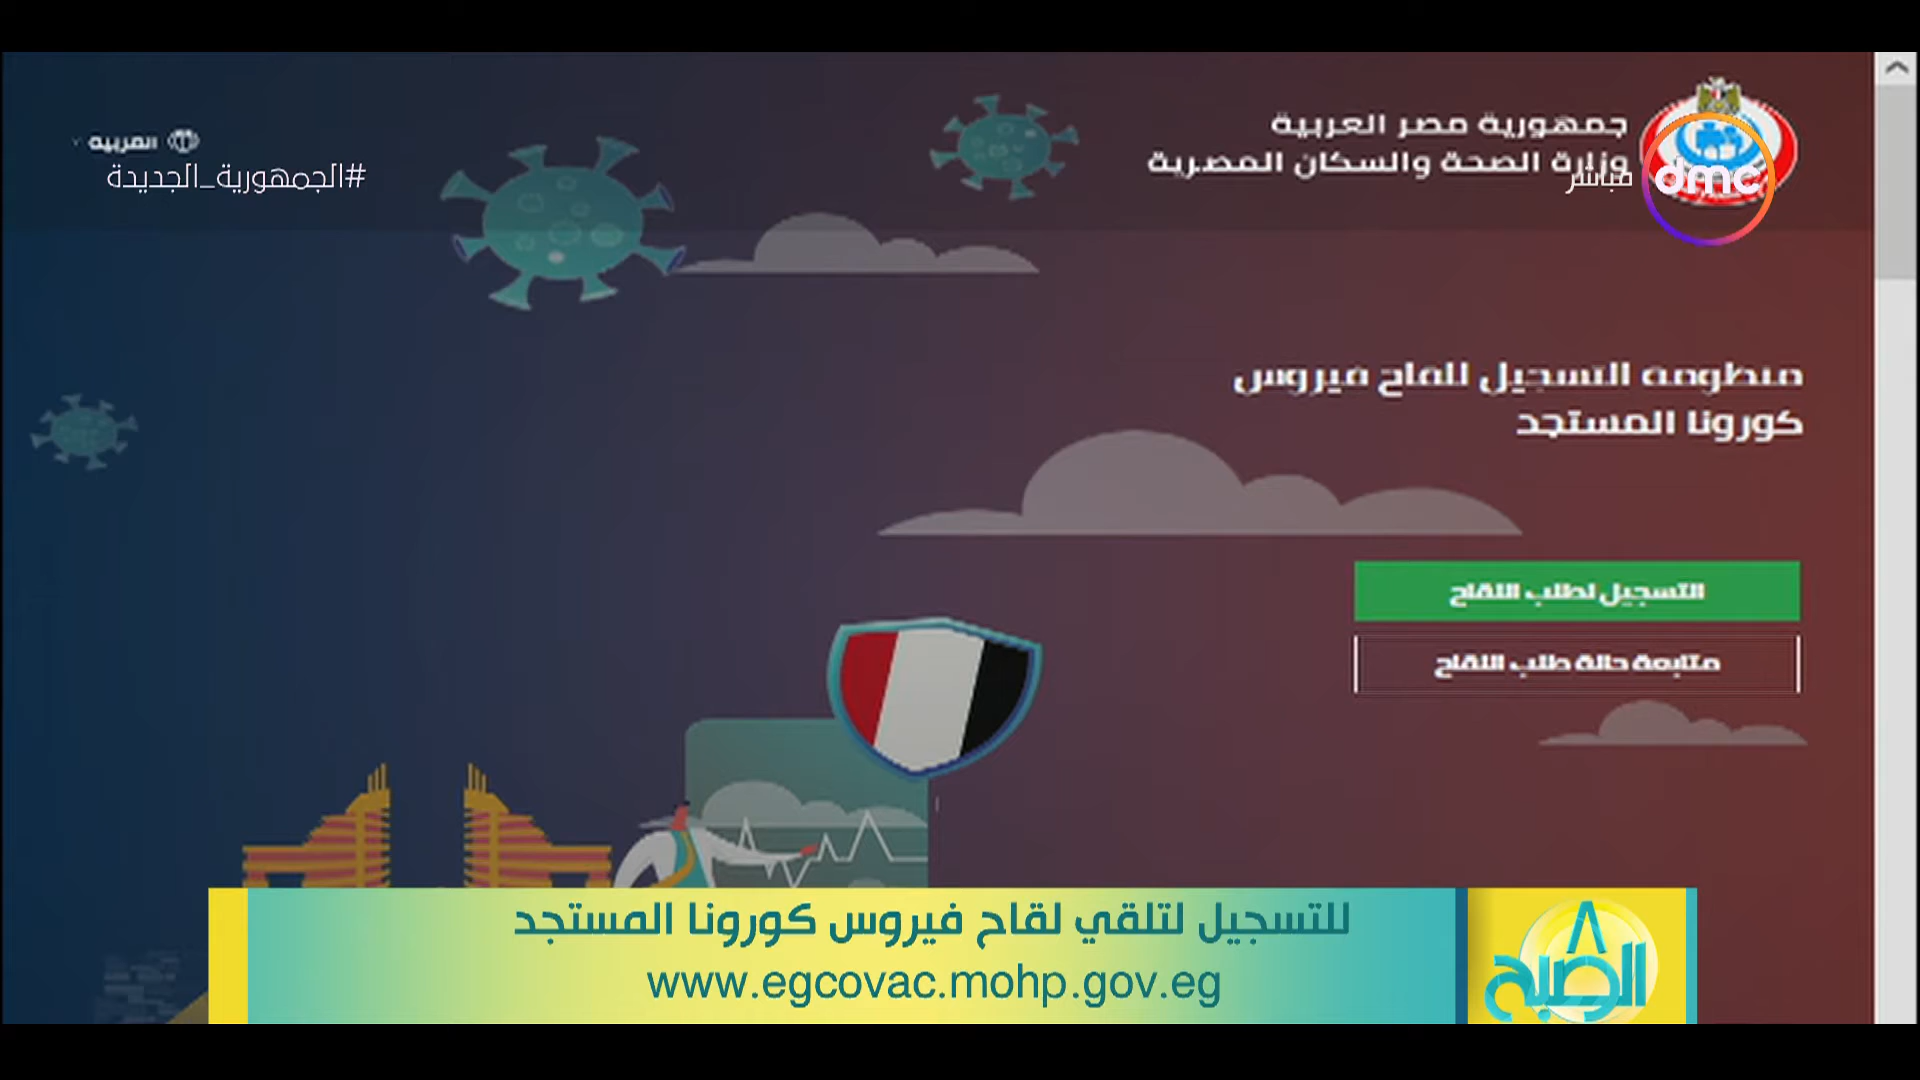 جمهورية مصر العربية
وزارة الصحة والسكان المصرية
العربية
#الجمهورية_الجديدة
مباشر
dmc
منظومة التسجيل للقاح فيروس
كورونا المستجد
التسجيل لطلب اللقاح
متابعة حالة طلب اللقاح
للتسجيل لتلقي لقاح فيروس كورونا المستجد
www.egcovac.mohp.gov.eg
٨
الصبح